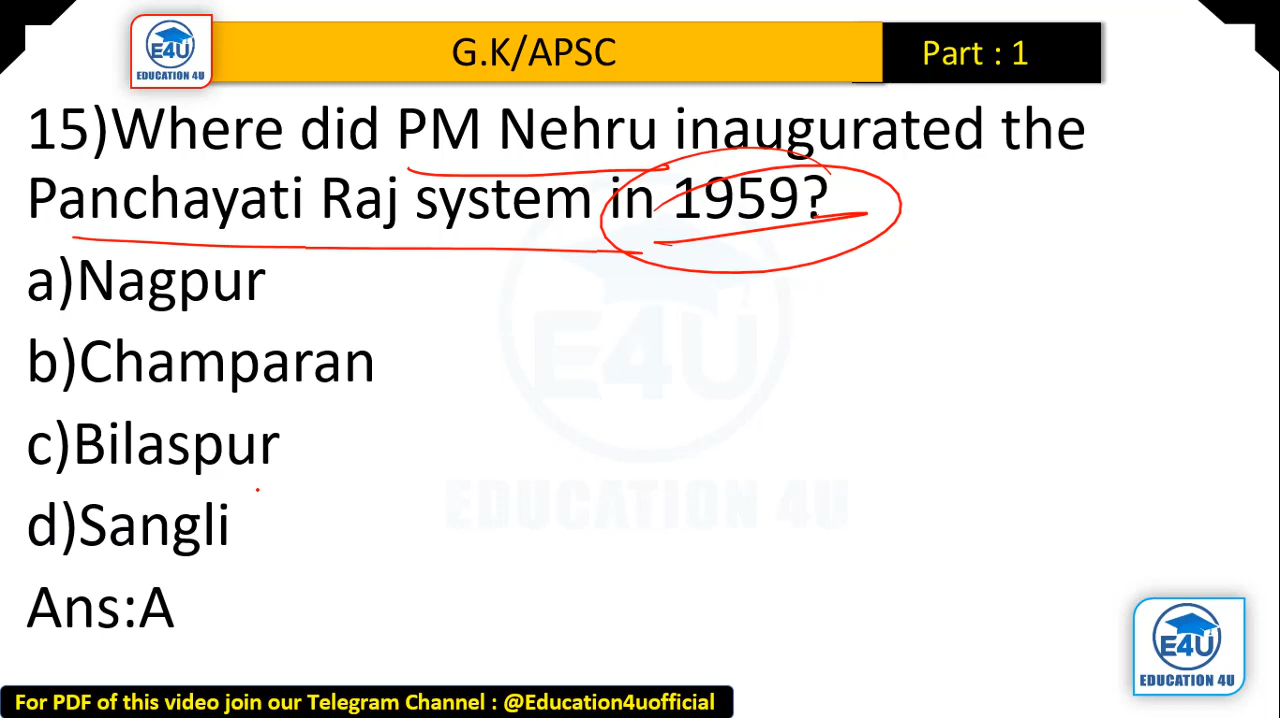 E4U
EDUCATION 4U
G.K/APSC
Part : 1
15)Where did PM Nehru inaugurated the
Panchayati Raj system in 1959?
a)Nagpur
b)Champaran
c)Bilaspur
d)Sangli
Ans:A
E4U
EDUCATION 4U
E4U
EDUCATION 4U
For PDF of this video join our Telegram Channel : @Education4uofficial